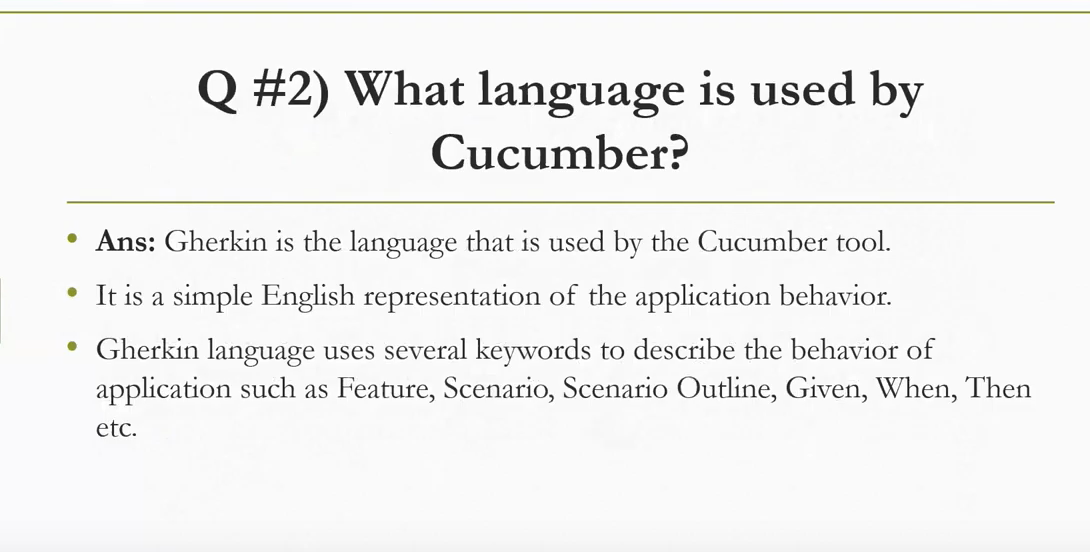 Q #2) What language is used by
Cucumber?
• Ans: Gherkin is the language that is used by the Cucumber tool.
• It is a simple English representation of the application behavior.
• Gherkin language uses several keywords to describe the behavior of
application such as Feature, Scenario, Scenario Outline, Given, When, Then
etc.